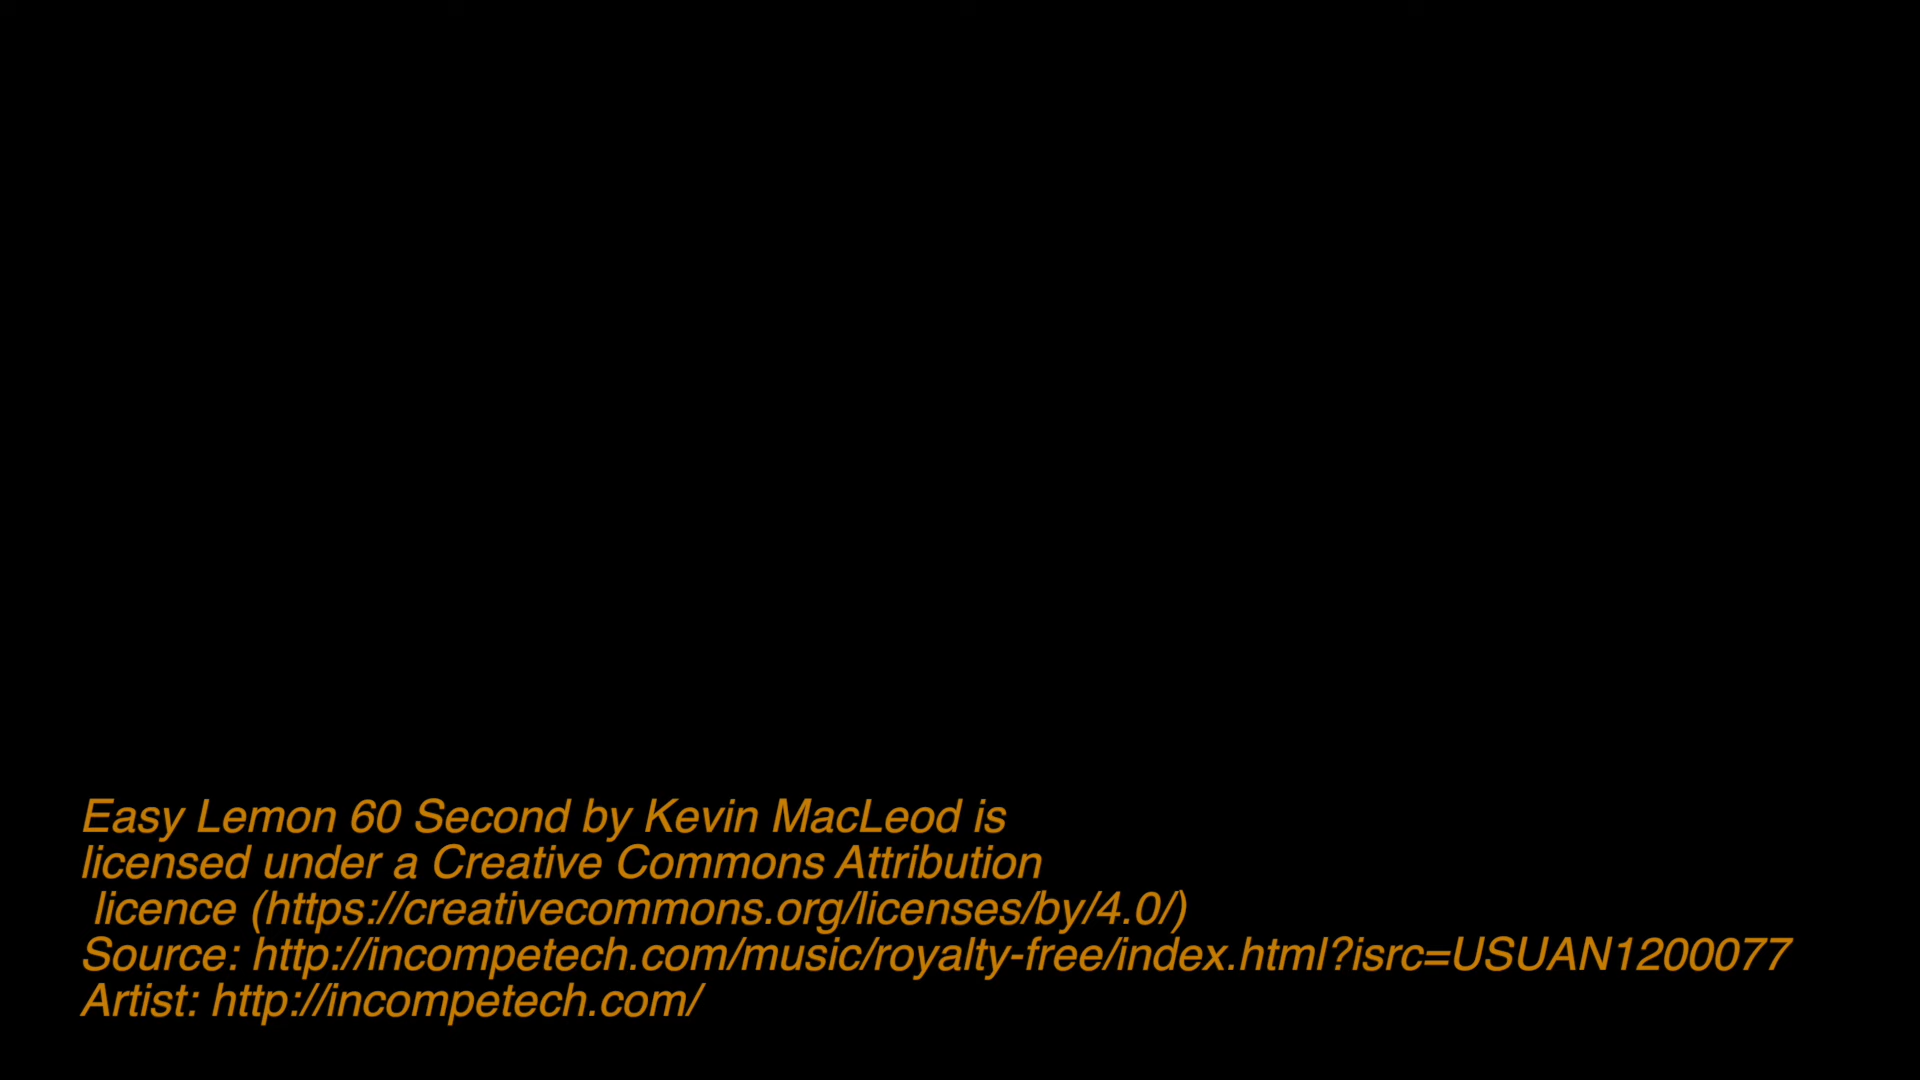 Easy Lemon 60 Second by Kevin MacLeod is
licensed under a Creative Commons Attribution
licence (https://creativecommons.org/licenses/by/4.0/)
Source: http://incompetech.com/music/royalty-free/index.html?isrc=USUAN1200077
Artist: http://incompetech.com/